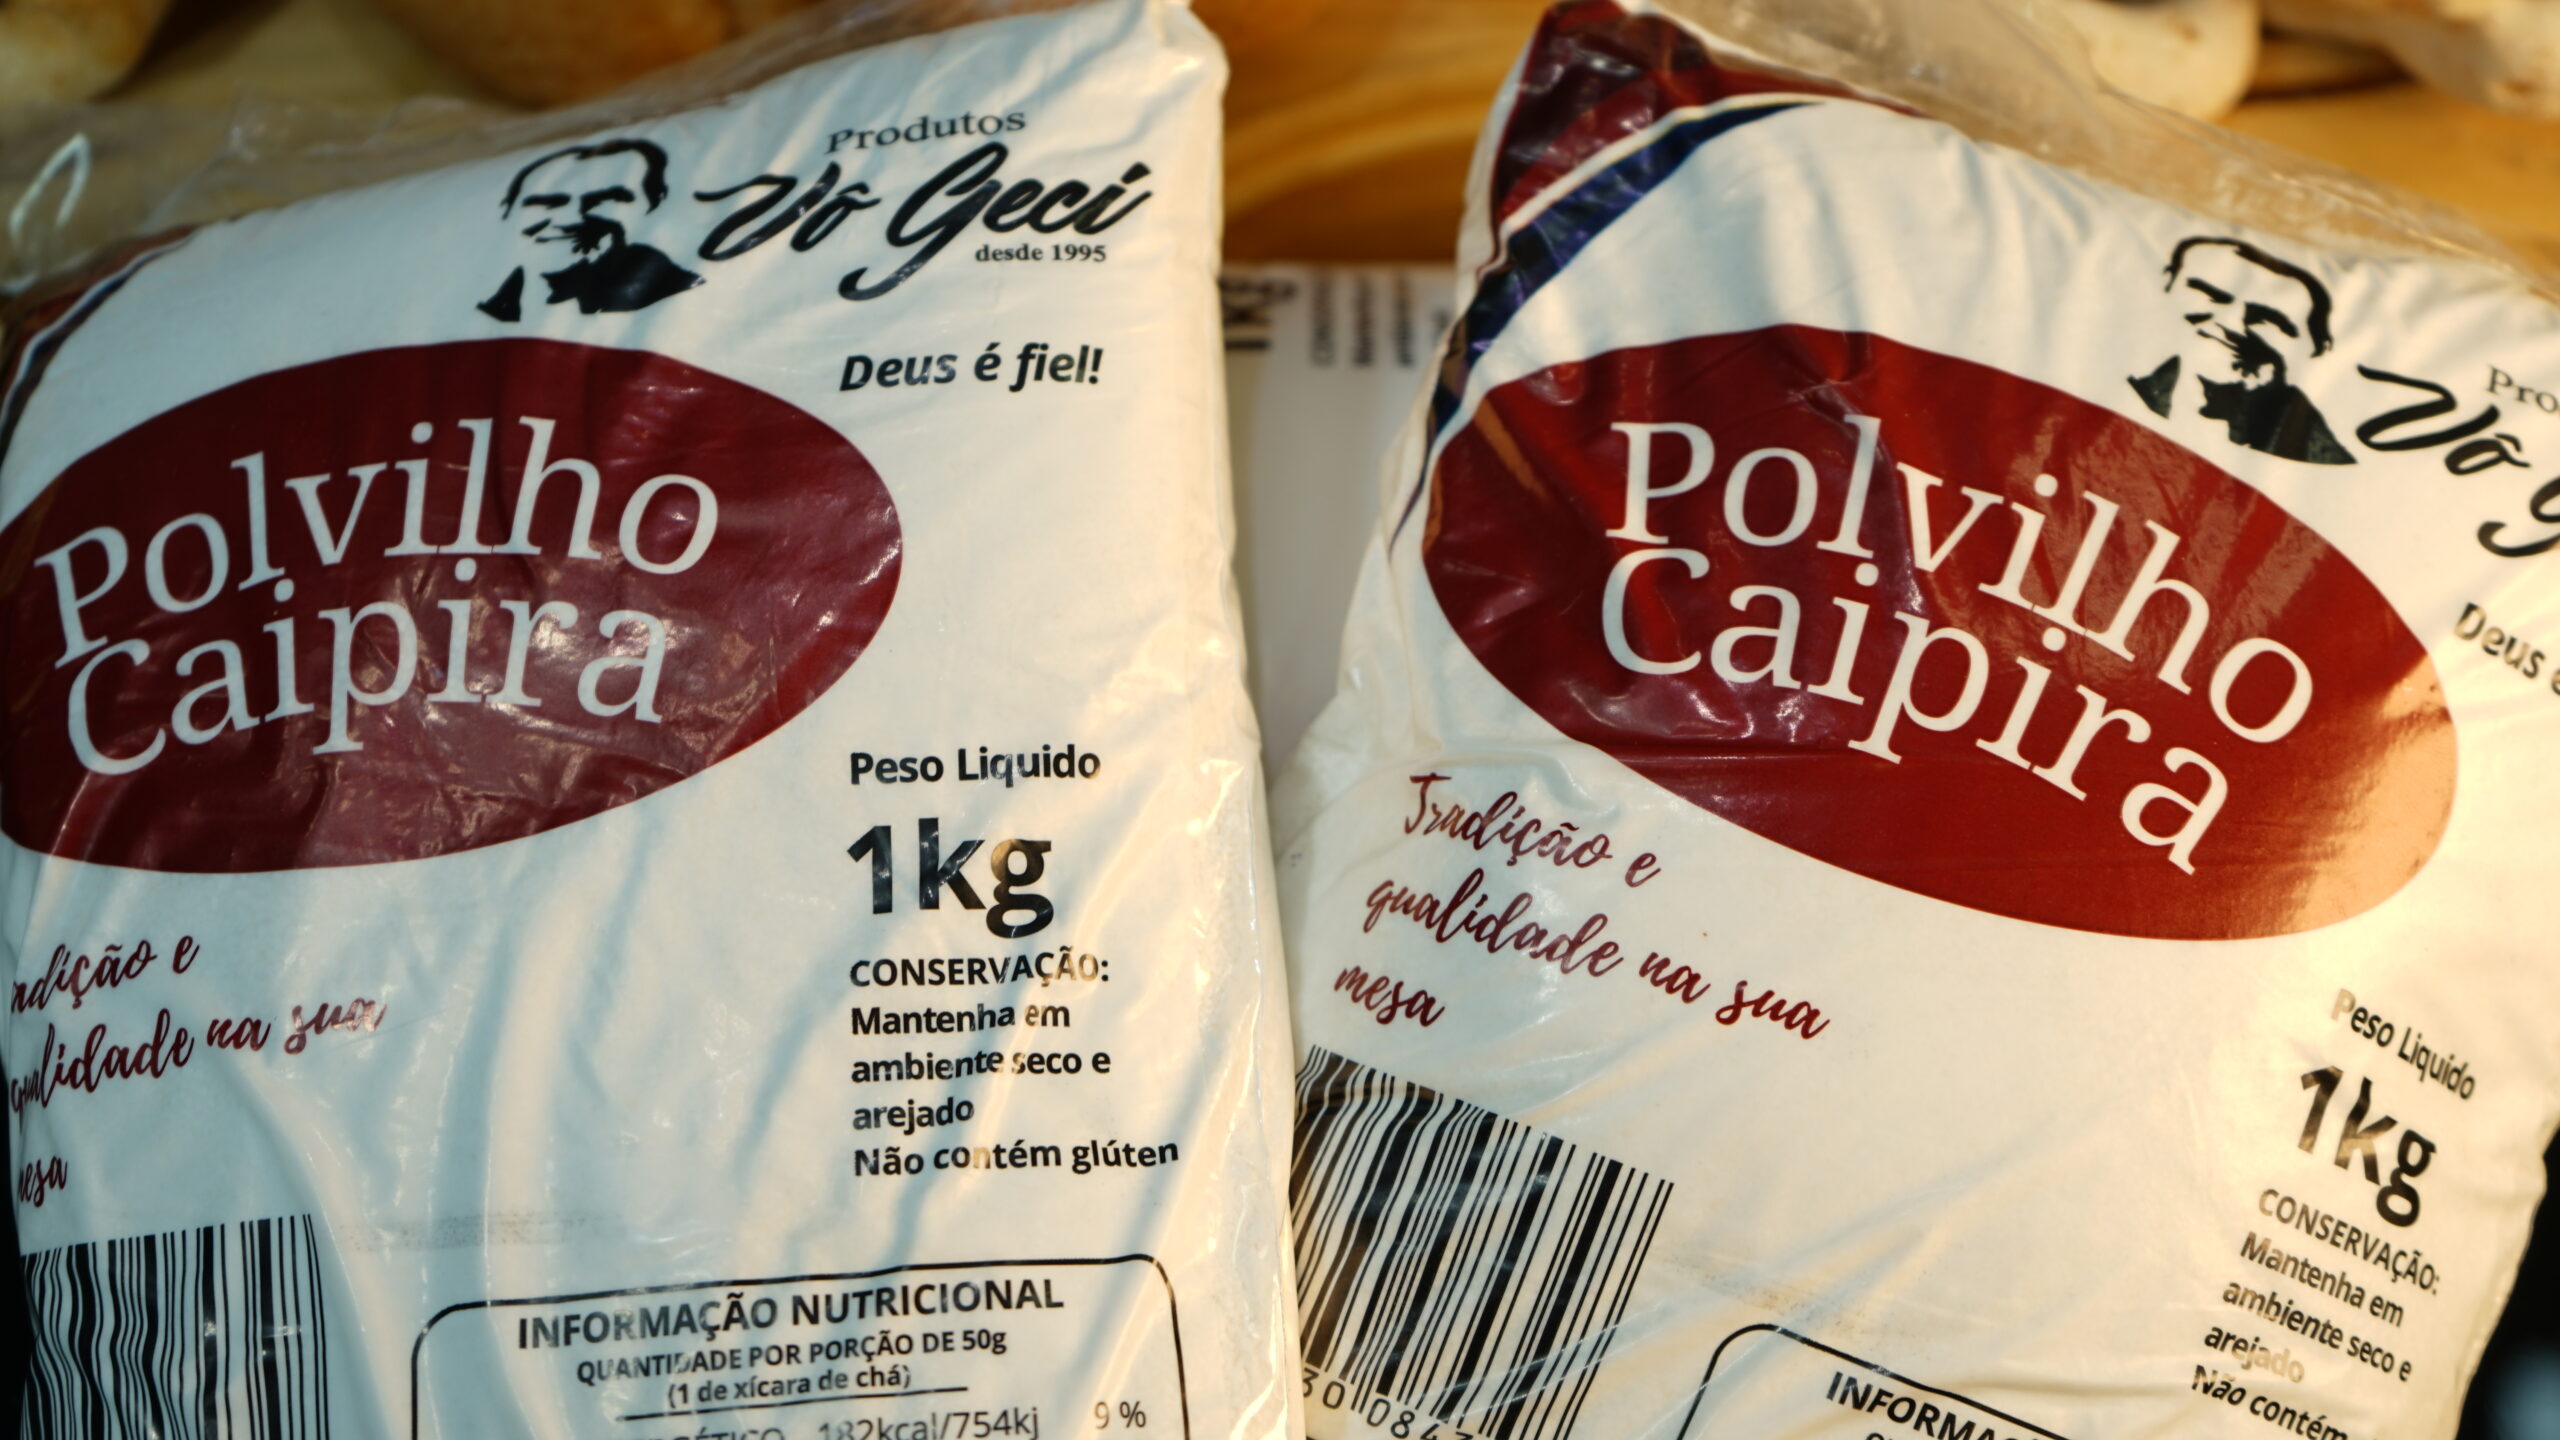 Produtos
Vô Geci
desde 1995
Deus é fiel!
Polvilho
Caipira
Peso Liquido
1kg
CONSERVAÇÃO:
Mantenha em
ambiente seco e
arejado
Não contém glúten
adição e
qualidade na sua
mesa
INFORMAÇÃO NUTRICIONAL
QUANTIDADE POR PORÇÃO DE 50g
(1 de xícara de chá)
182kcal/754kj 9 %
Vô
Deus é
Polvilho
Caipira
Tradição e
qualidade na sua
mesa
Peso Liquido
1kg
CONSERVAÇÃO:
Mantenha em
ambiente seco e
arejado
Não contém